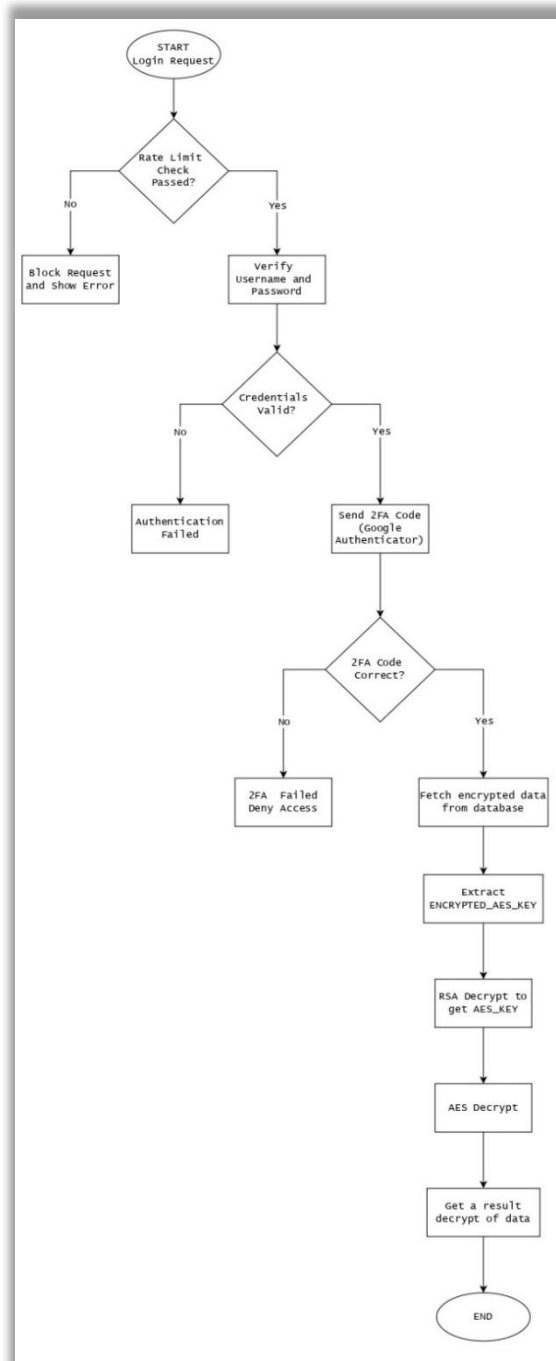 START
Login Request
Rate Limit
Check
Passed?
No
Yes
Block Request
and Show Error
Verify
Username and
Password
Credentials
Valid?
No
Yes
Authentication
Failed
Send 2FA Code
(Google
Authenticator)
2FA Code
Correct?
No
Yes
2FA Failed
Deny Access
Fetch encrypted data
from database
Extract
ENCRYPTED_AES_KEY
RSA Decrypt to
get AES_KEY
AES Decrypt
Get a result
decrypt of data
END